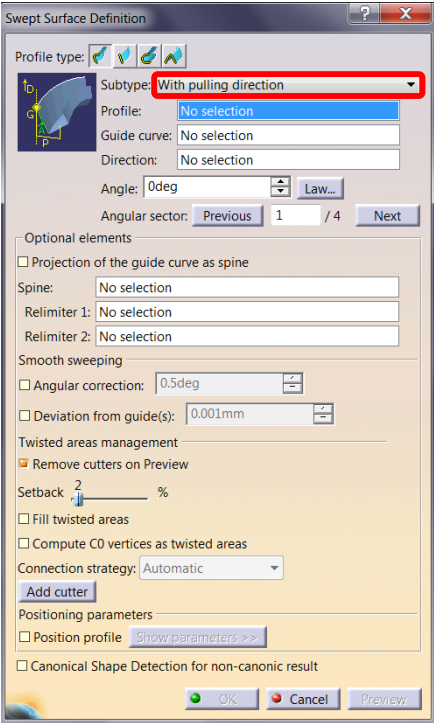 Swept Surface Definition
Profile type:
Subtype: With pulling direction
Profile: No selection
Guide curve: No selection
Direction: No selection
Angle: 0deg Law...
Angular sector: Previous 1 / 4 Next
Optional elements
Projection of the guide curve as spine
Spine: No selection
Relimiter 1: No selection
Relimiter 2: No selection
Smooth sweeping
Angular correction: 0.5deg
Deviation from guide(s): 0.001mm
Twisted areas management
Remove cutters on Preview
Setback 2 %
Fill twisted areas
Compute C0 vertices as twisted areas
Connection strategy: Automatic
Add cutter
Positioning parameters
Position profile Show parameters >>
Canonical Shape Detection for non-canonic result
OK Cancel Preview